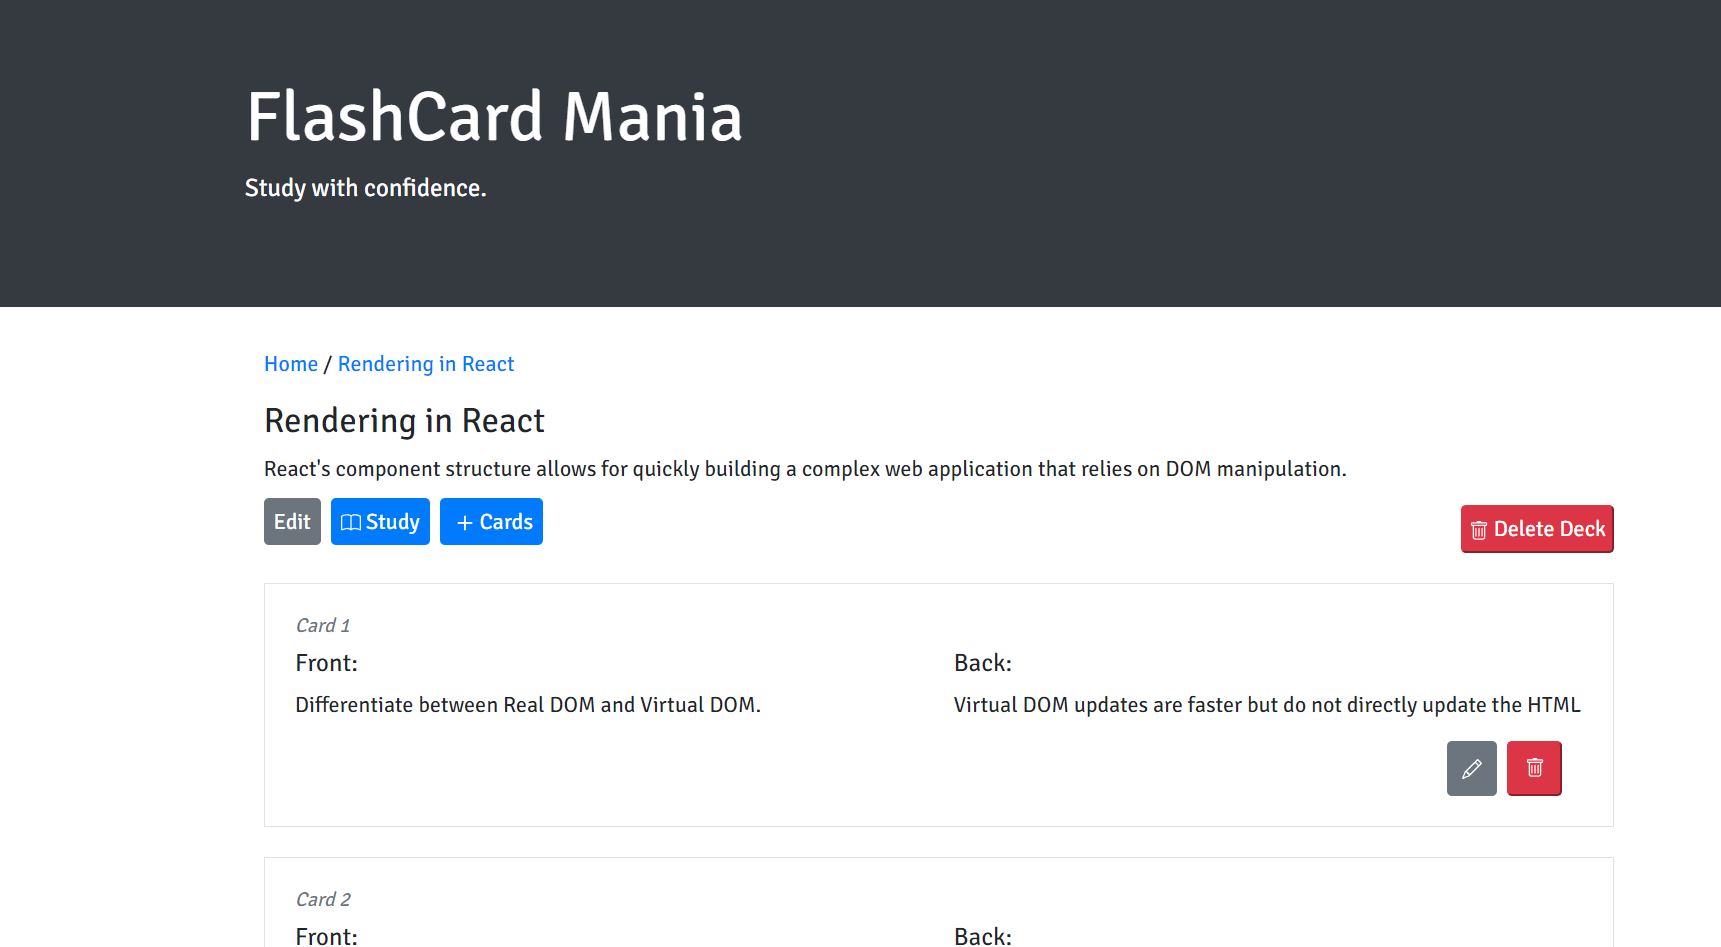 FlashCard Mania
Study with confidence.
Home / Rendering in React
Rendering in React
React's component structure allows for quickly building a complex web application that relies on DOM manipulation.
Edit Study + Cards Delete Deck
Card 1
Front: Back:
Differentiate between Real DOM and Virtual DOM. Virtual DOM updates are faster but do not directly update the HTML
Card 2
Front: Back: